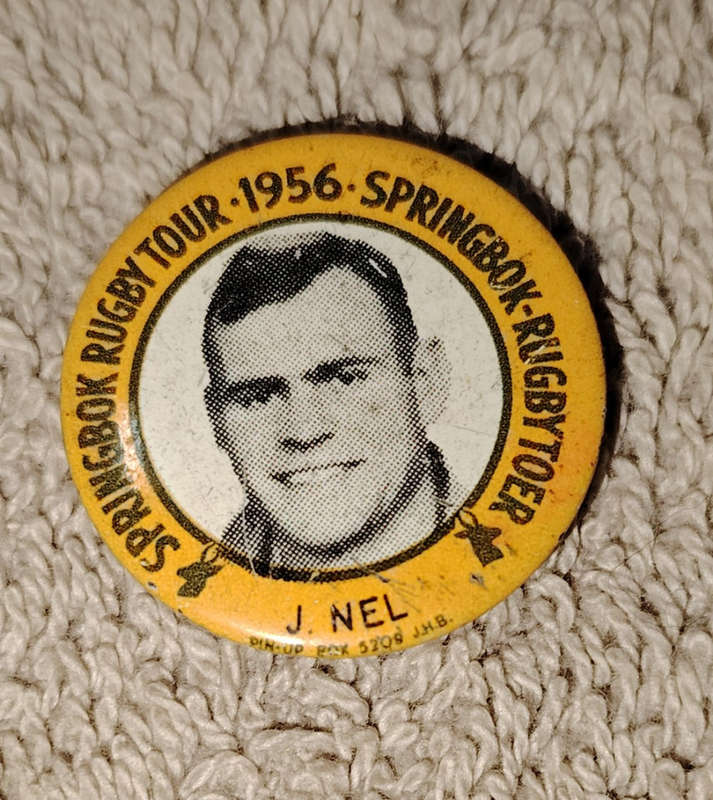 SPRINGBOK RUGBY TOUR · 1956 · SPRINGBOK-RUGBYTOER
J. NEL
PIN-UP BOX 5209 J.H.B.